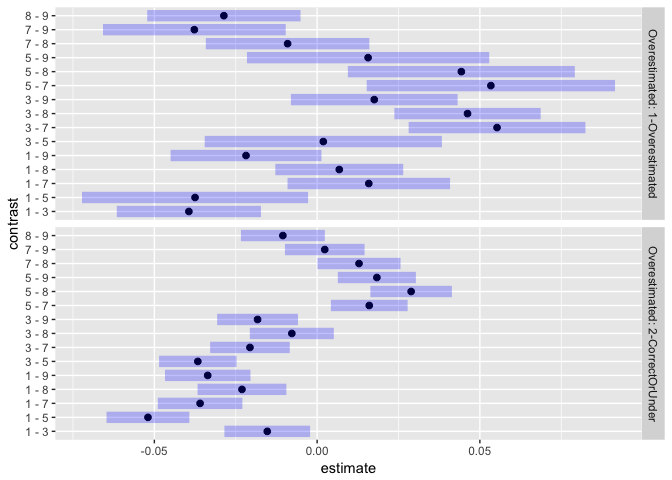 contrast
8 - 9
7 - 9
7 - 8
5 - 9
5 - 8
5 - 7
3 - 9
3 - 8
3 - 7
3 - 5
1 - 9
1 - 8
1 - 7
1 - 5
1 - 3
Overestimated: 1-Overestimated
8 - 9
7 - 9
7 - 8
5 - 9
5 - 8
5 - 7
3 - 9
3 - 8
3 - 7
3 - 5
1 - 9
1 - 8
1 - 7
1 - 5
1 - 3
Overestimated: 2-CorrectOrUnder
-0.05
0.00
0.05
estimate